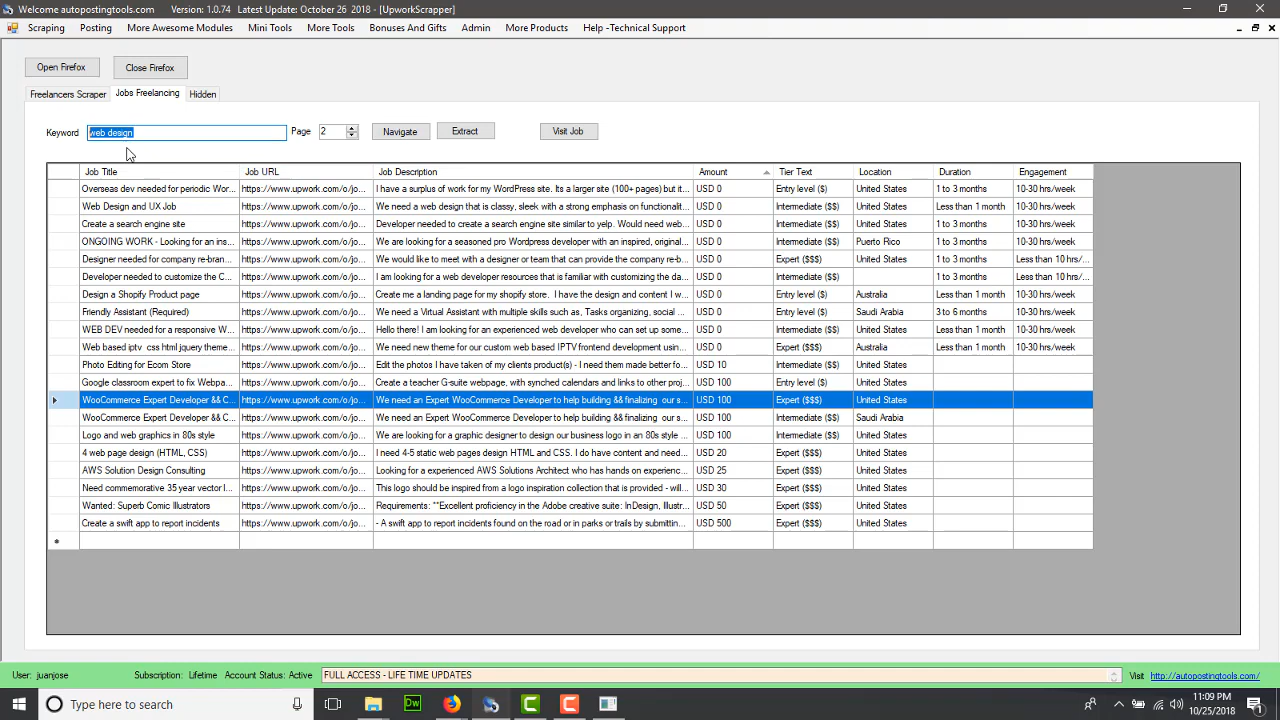 Welcome autopostingtools.com Version: 1.0.74 Latest Update: October 26 2018 - [UpworkScrapper]
Scraping Posting More Awesome Modules Mini Tools More Tools Bonuses And Gifts Admin More Products Help -Technical Support
Open Firefox Close Firefox
Freelancers Scraper Jobs Freelancing Hidden
Keyword web design Page 2 Navigate Extract Visit Job
Job Title Job URL Job Description Amount Tier Text Location Duration Engagement
Overseas dev needed for periodic Wor... https://www.upwork.com/o/jo... I have a surplus of work for my WordPress site. Its a larger site (100+ pages) but it... USD 0 Entry level ($) United States 1 to 3 months 10-30 hrs/week
Web Design and UX Job https://www.upwork.com/o/jo... We need a web design that is classy, sleek with a strong emphasis on functionalit... USD 0 Intermediate ($$) United States Less than 1 month 10-30 hrs/week
Create a search engine site https://www.upwork.com/o/jo... Developer needed to create a search engine site similar to yelp. Would need web... USD 0 Intermediate ($$) United States 1 to 3 months 10-30 hrs/week
ONGOING WORK - Looking for an ins... https://www.upwork.com/o/jo... We are looking for a seasoned pro Wordpress developer with an inspired, original... USD 0 Intermediate ($$) Puerto Rico 1 to 3 months 10-30 hrs/week
Designer needed for company re-bran... https://www.upwork.com/o/jo... We would like to meet with a designer or team that can provide the company re-b... USD 0 Expert ($$$) United States 1 to 3 months Less than 10 hrs/...
Developer needed to customize the C... https://www.upwork.com/o/jo... I am looking for a web developer resources that is familiar with customizing the da... USD 0 Intermediate ($$) 1 to 3 months Less than 10 hrs/...
Design a Shopify Product page https://www.upwork.com/o/jo... Create me a landing page for my shopify store. I have the design and content I w... USD 0 Entry level ($) Australia Less than 1 month 10-30 hrs/week
Friendly Assistant (Required) https://www.upwork.com/o/jo... We need a Virtual Assistant with multiple skills such as, Tasks organizing, social ... USD 0 Entry level ($) Saudi Arabia 3 to 6 months 10-30 hrs/week
WEB DEV needed for a responsive W... https://www.upwork.com/o/jo... Hello there! I am looking for an experienced web developer who can set up some... USD 0 Intermediate ($$) United States Less than 1 month 10-30 hrs/week
Web based iptv css html jquery theme... https://www.upwork.com/o/jo... We need new theme for our custom web based IPTV frontend development usin... USD 0 Expert ($$$) Australia Less than 1 month 10-30 hrs/week
Photo Editing for Ecom Store https://www.upwork.com/o/jo... Edit the photos I have taken of my clients product(s) - I need them made better fo... USD 10 Intermediate ($$) United States
Google classroom expert to fix Webpa... https://www.upwork.com/o/jo... Create a teacher G-suite webpage, with synched calendars and links to other proj... USD 100 Entry level ($) United States
WooCommerce Expert Developer && C... https://www.upwork.com/o/jo... We need an Expert WooCommerce Developer to help building && finalizing our s... USD 100 Expert ($$$) United States
WooCommerce Expert Developer && C... https://www.upwork.com/o/jo... We need an Expert WooCommerce Developer to help building && finalizing our s... USD 100 Intermediate ($$) Saudi Arabia
Logo and web graphics in 80s style https://www.upwork.com/o/jo... We are looking for a graphic designer to design our business logo in an 80s style... USD 100 Intermediate ($$) United States
4 web page design (HTML, CSS) https://www.upwork.com/o/jo... I need 4-5 static web pages design HTML and CSS. I do have content and need... USD 20 Expert ($$$) United States
AWS Solution Design Consulting https://www.upwork.com/o/jo... Looking for a experienced AWS Solutions Architect who has hands on experienc... USD 25 Expert ($$$) United States
Need commemorative 35 year vector l... https://www.upwork.com/o/jo... This logo should be inspired from a logo inspiration collection that is provided - will... USD 30 Expert ($$$) United States
Wanted: Superb Comic Illustrators https://www.upwork.com/o/jo... Requirements: **Excellent proficiency in the Adobe creative suite: InDesign, Illustr... USD 50 Expert ($$$) United States
Create a swift app to report incidents https://www.upwork.com/o/jo... - A swift app to report incidents found on the road or in parks or trails by submittin... USD 500 Expert ($$$) United States
User: juanjose Subscription: Lifetime Account Status: Active FULL ACCESS - LIFE TIME UPDATES Visit http://autopostingtools.com/
Type here to search Dw 11:09 PM
10/25/2018 1